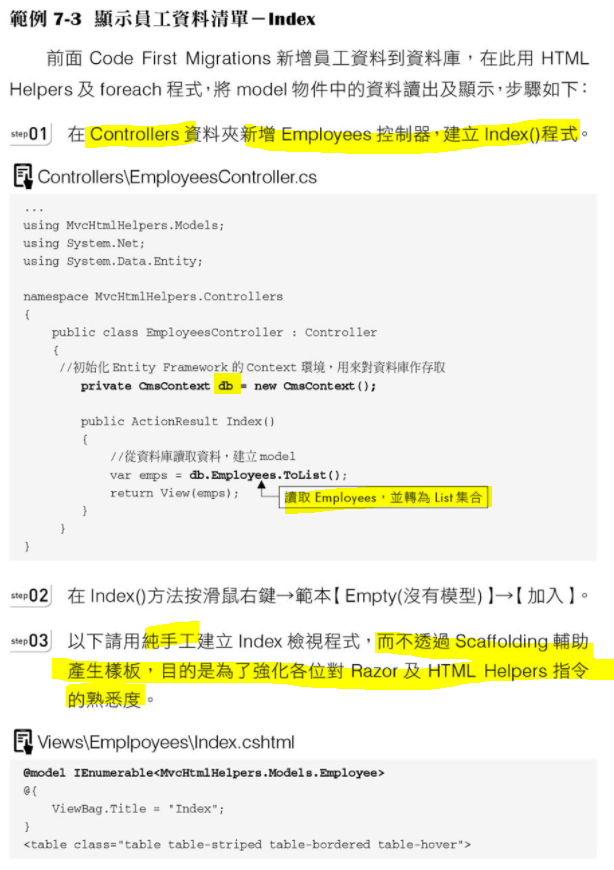 範例 7-3 顯示員工資料清單－Index
前面 Code First Migrations 新增員工資料到資料庫，在此用 HTML
Helpers 及 foreach 程式，將 model 物件中的資料讀出及顯示，步驟如下：
step01 在 Controllers 資料夾新增 Employees 控制器，建立 Index()程式。
Controllers\EmployeesController.cs
...
using MvcHtmlHelpers.Models;
using System.Net;
using System.Data.Entity;
namespace MvcHtmlHelpers.Controllers
{
public class EmployeesController : Controller
{
//初始化 Entity Framework 的 Context 環境，用來對資料庫作存取
private CmsContext db = new CmsContext();
public ActionResult Index()
{
//從資料庫讀取資料，建立 model
var emps = db.Employees.ToList();
return View(emps);
讀取 Employees，並轉為 List 集合
}
}
}
step02 在 Index()方法按滑鼠右鍵→範本【Empty(沒有模型)】→【加入】。
step03 以下請用純手工建立 Index 檢視程式，而不透過 Scaffolding 輔助
產生樣板，目的是為了強化各位對 Razor 及 HTML Helpers 指令
的熟悉度。
Views\Emplpoyees\Index.cshtml
@model IEnumerable<MvcHtmlHelpers.Models.Employee>
@{
ViewBag.Title = "Index";
}
<table class="table table-striped table-bordered table-hover">